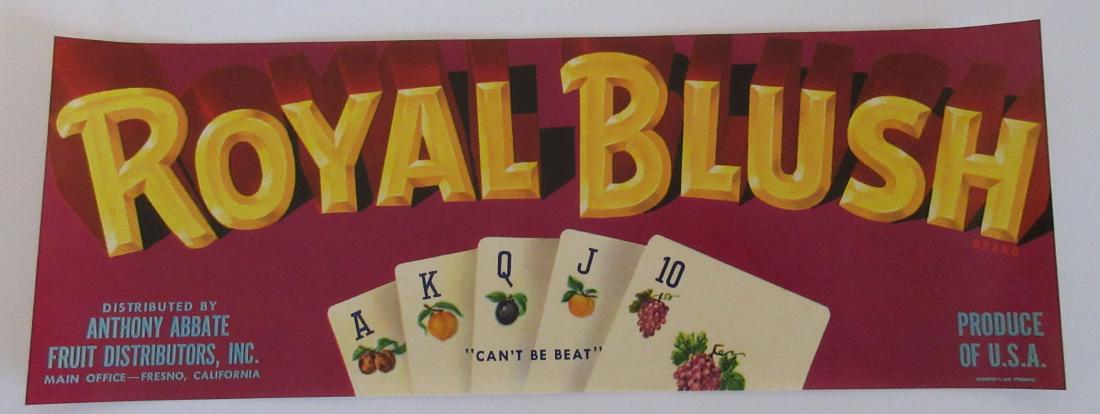 ROYAL BLUSH
BRAND
A K Q J 10
"CAN'T BE BEAT"
DISTRIBUTED BY
ANTHONY ABBATE
FRUIT DISTRIBUTORS, INC.
MAIN OFFICE—FRESNO, CALIFORNIA
PRODUCE
OF U.S.A.